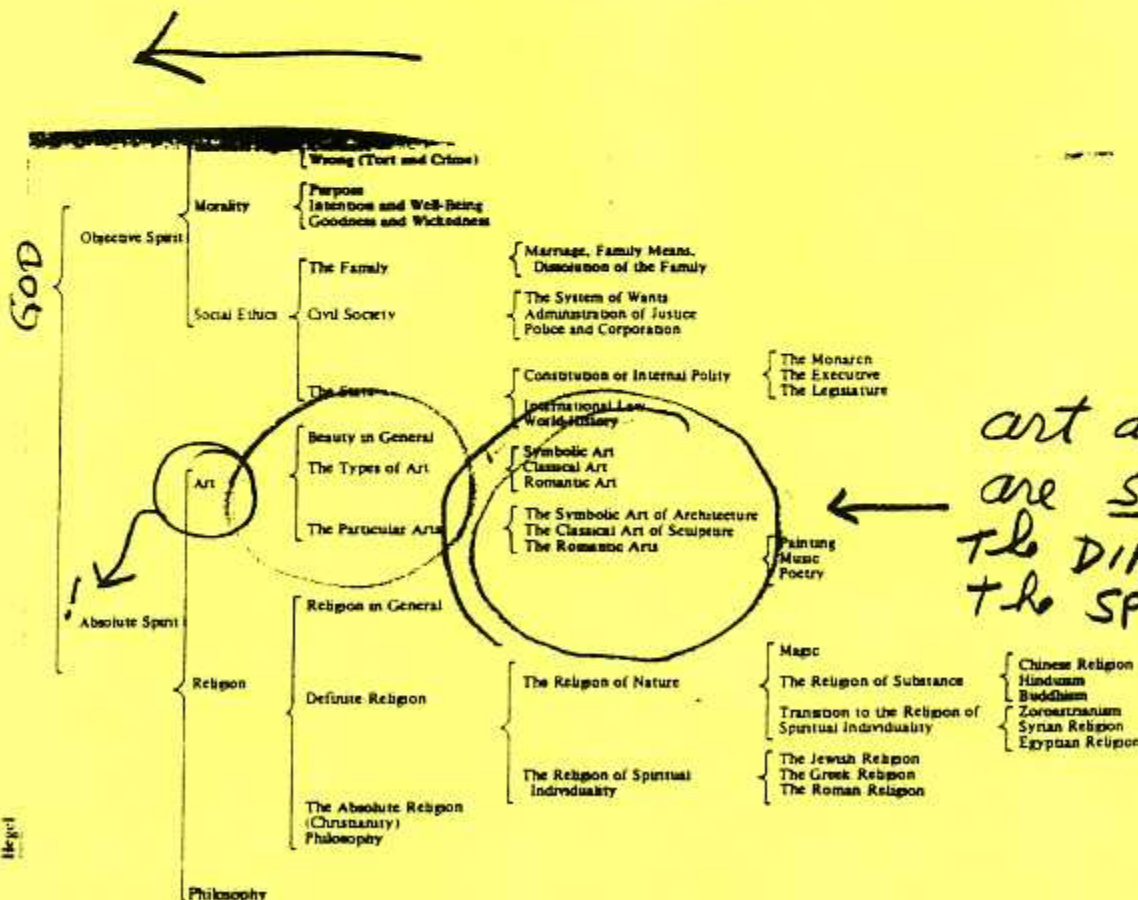 Wrong (Tort and Crime)
Morality
Purpose
Intention and Well-Being
Goodness and Wickedness
Objective Spirit
God
The Family
Marriage, Family Means,
Dissolution of the Family
Social Ethics
Civil Society
The System of Wants
Administration of Justice
Police and Corporation
The State
Constitution or Internal Polity
The Monarch
The Executive
The Legislature
International Law
World History
Art
Beauty in General
The Types of Art
Symbolic Art
Classical Art
Romantic Art
The Particular Arts
The Symbolic Art of Architecture
The Classical Art of Sculpture
The Romantic Arts
Painting
Music
Poetry
art
are
The
the
!
Absolute Spirit
Religion
Religion in General
Definite Religion
The Religion of Nature
Magic
The Religion of Substance
Chinese Religion
Hinduism
Buddhism
Transition to the Religion of
Spiritual Individuality
Zoroastrianism
Syrian Religion
Egyptian Religion
The Religion of Spiritual
Individuality
The Jewish Religion
The Greek Religion
The Roman Religion
The Absolute Religion
(Christianity)
Philosophy
Hegel
Philosophy